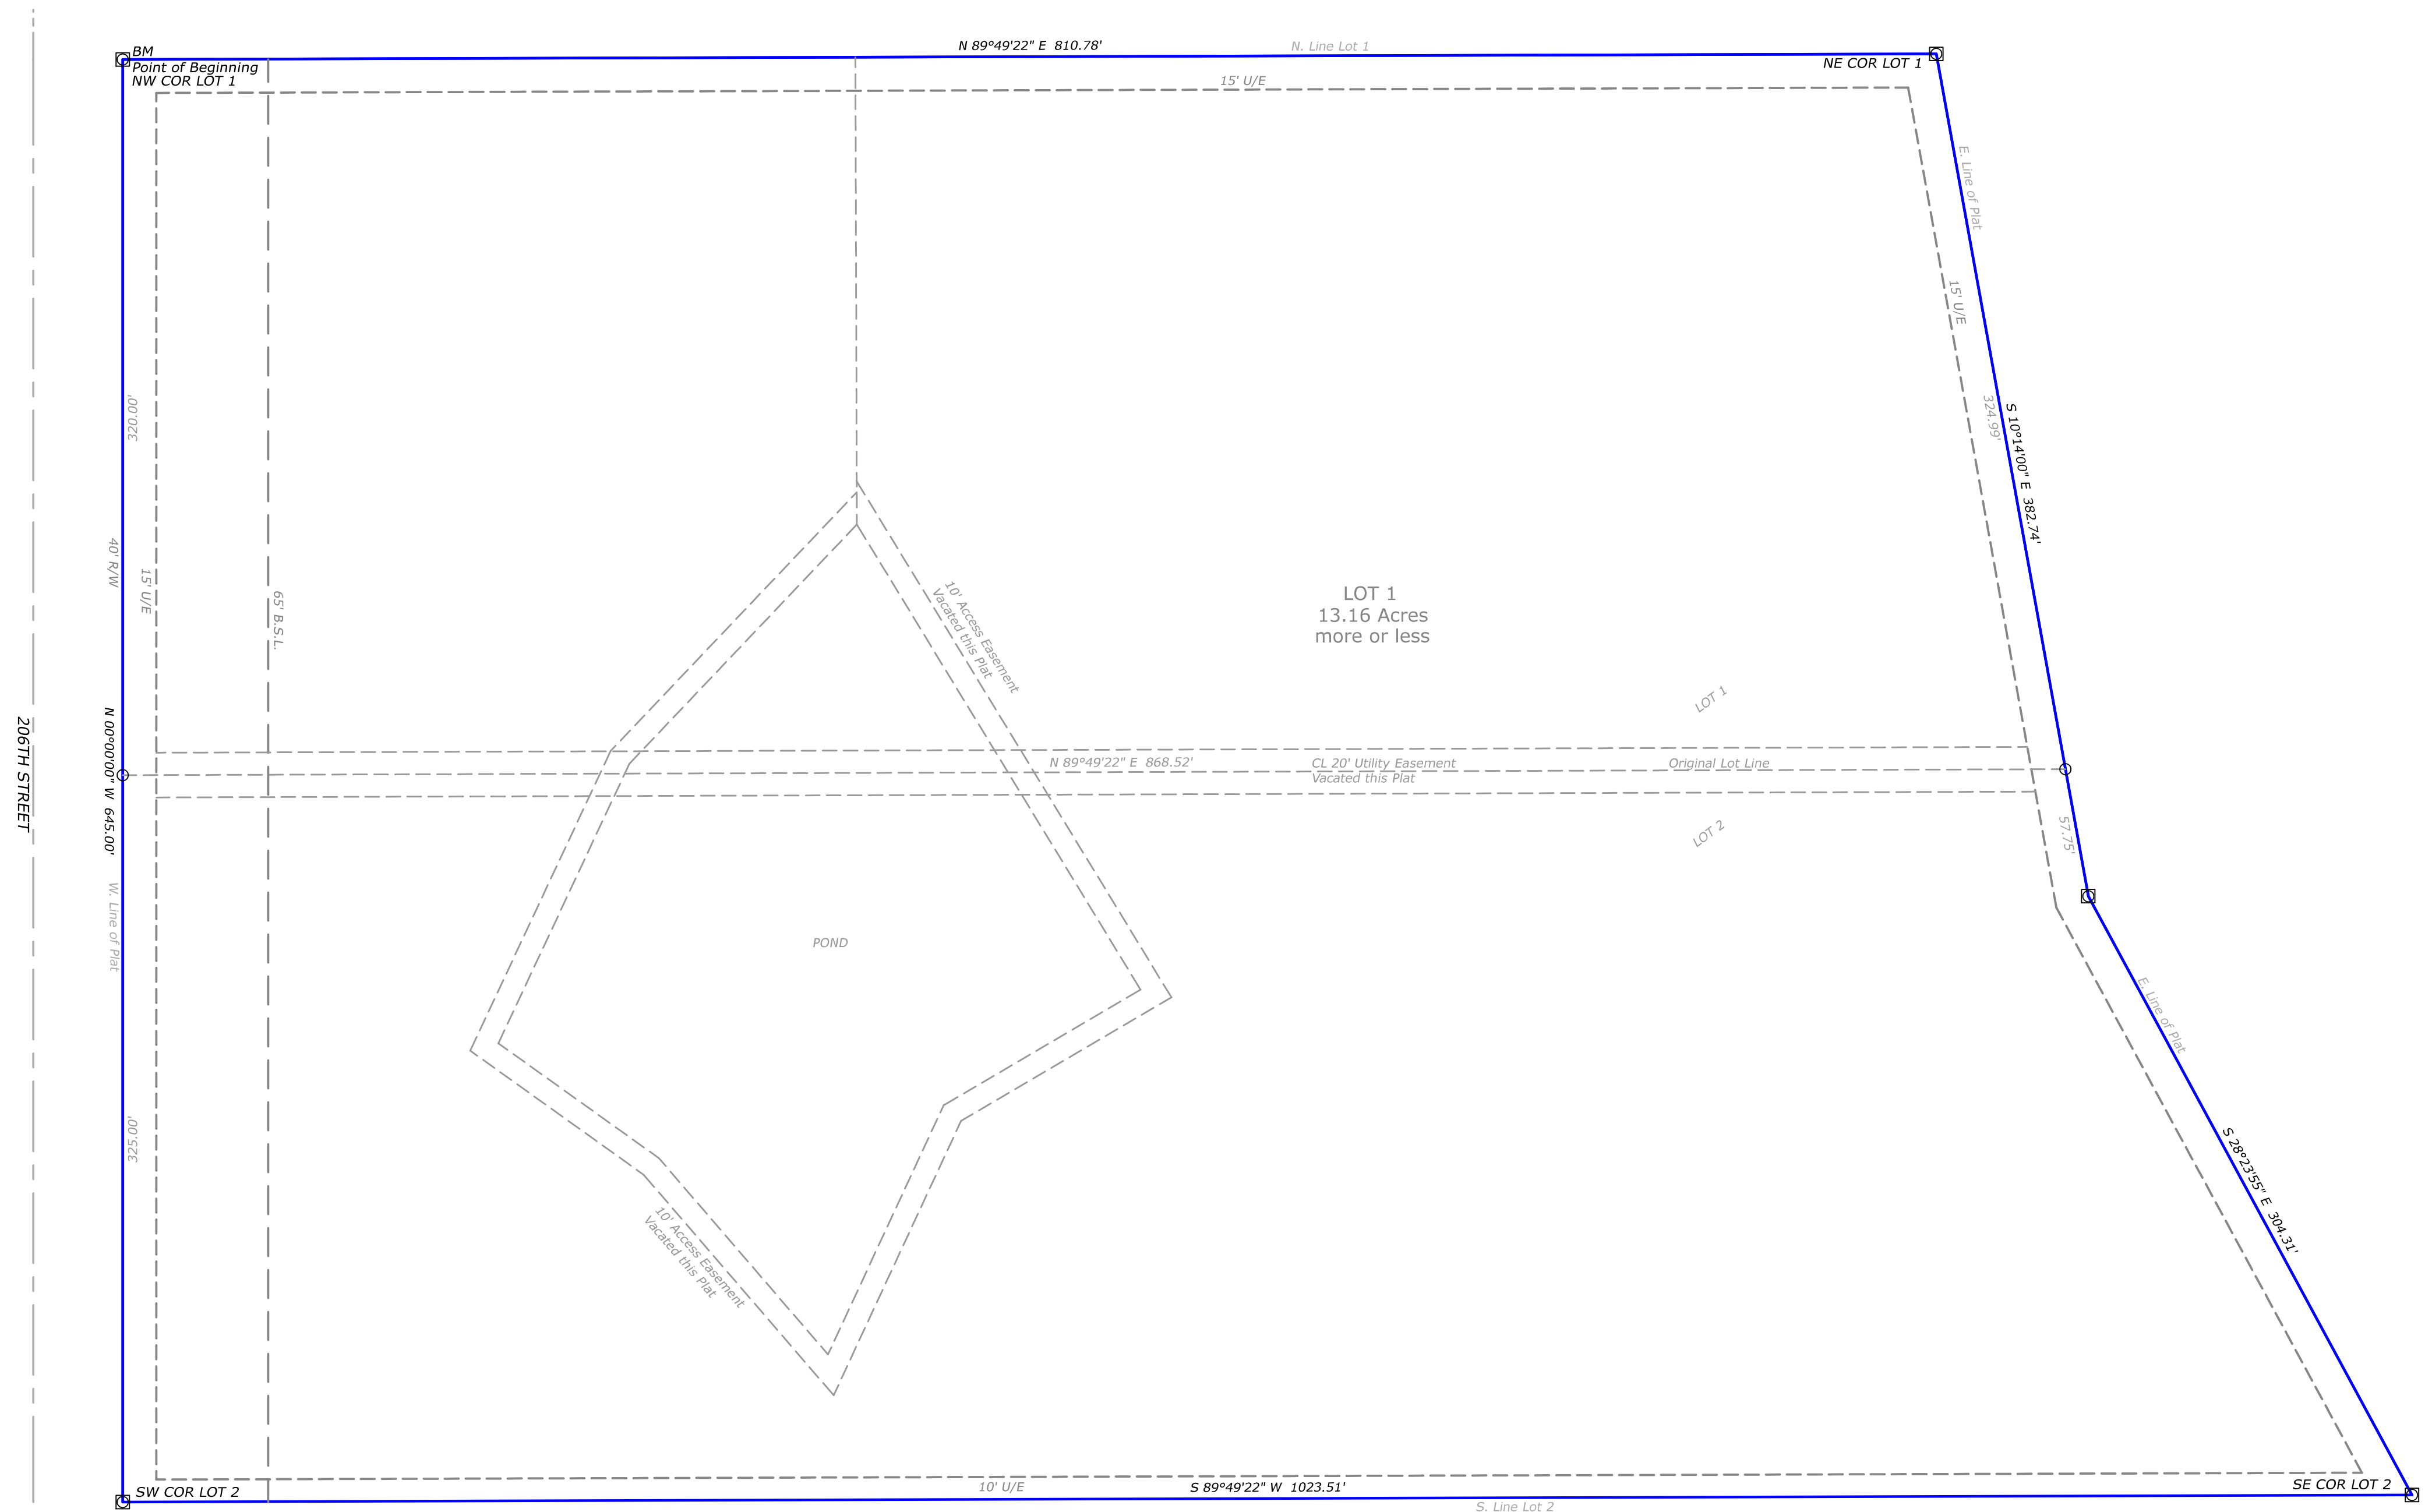 BM
Point of Beginning
NW COR LOT 1
N 89°49'22" E 810.78'
N. Line Lot 1
NE COR LOT 1
15' U/E
E. Line of Plat
15' U/E
324.99'
S 10°14'00" E 382.74'
320.00'
40' R/W
15' U/E
65' B.S.L.
10' Access Easement
Vacated this Plat
LOT 1
13.16 Acres
more or less
LOT 1
206TH STREET
N 00°00'00" W 645.00'
N 89°49'22" E 868.52'
CL 20' Utility Easement
Vacated this Plat
Original Lot Line
LOT 2
57.75'
W. Line of Plat
POND
E. Line of Plat
325.00'
10' Access Easement
Vacated this Plat
S 28°23'55" E 304.31'
SW COR LOT 2
10' U/E
S 89°49'22" W 1023.51'
S. Line Lot 2
SE COR LOT 2